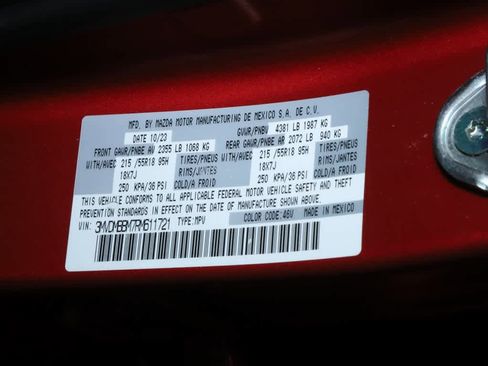 MFD. BY MAZDA MOTOR MANUFACTURING DE MEXICO S.A. DE C.V.
DATE 10/23 GVWR/PNBV 4381 LB 1987 KG
FRONT GAWR/PNBE AV 2355 LB 1068 KG REAR GAWR/PNBE AR 2072 LB 940 KG
WITH/AVEC 215 /55R18 95H TIRES/PNEUS WITH/AVEC 215 /55R18 95H TIRES/PNEUS
18X7J RIMS/JANTES 18X7J RIMS/JANTES
250 KPA/36 PSI COLD/A FROID 250 KPA/36 PSI COLD/A FROID
THIS VEHICLE CONFORMS TO ALL APPLICABLE FEDERAL MOTOR VEHICLE SAFETY AND THEFT
PREVENTION STANDARDS IN EFFECT ON THE DATE OF MANUFACTURE SHOWN ABOVE.
COLOR CODE:46V MADE IN MEXICO
VIN: TYPE:MPV